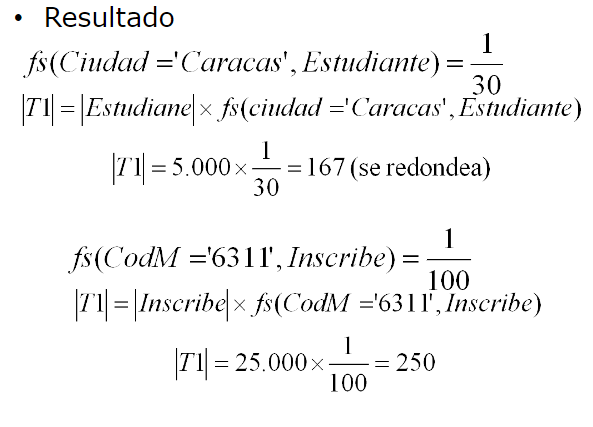 • Resultado
fs(Ciudad ='Caracas', Estudiante) = 1/30
|T1| = |Estudiane| × fs(ciudad ='Caracas', Estudiante)
|T1| = 5.000 × 1/30 = 167 (se redondea)
fs(CodM ='6311', Inscribe) = 1/100
|T1| = |Inscribe| × fs(CodM ='6311', Inscribe)
|T1| = 25.000 × 1/100 = 250